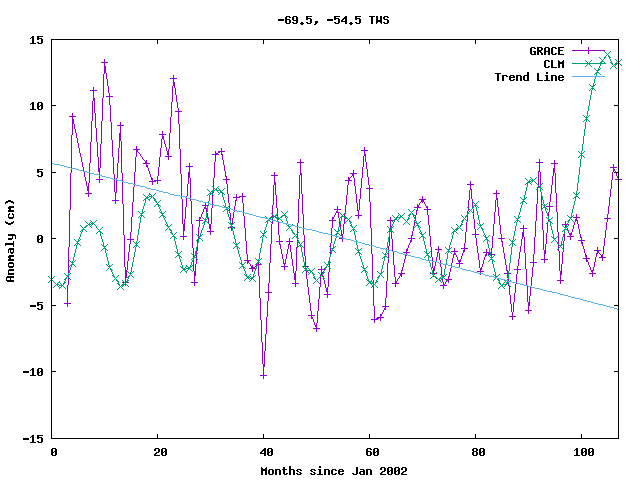 -69.5, -54.5 TWS
GRACE
CLM
Trend Line
15
10
5
0
-5
-10
-15
Anomaly (cm)
0 20 40 60 80 100
Months since Jan 2002